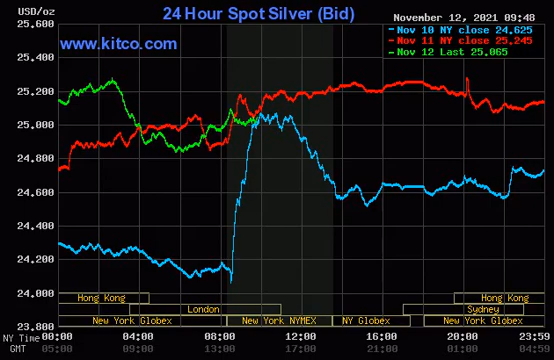 USD/oz
24 Hour Spot Silver (Bid)
November 12, 2021 09:48
25,600
www.kitco.com
Nov 10 NY close 24.625
Nov 11 NY close 25.245
Nov 12 Last 25.065
25,400
25,200
25,000
24,800
24,600
24,400
24,200
24,000
23,800
Hong Kong
Hong Kong
London
Sydney
New York Globex
New York NYMEX
NY Globex
New York Globex
NY Time 00:00 04:00 08:00 12:00 16:00 20:00 23:59
GMT 05:00 09:00 13:00 17:00 21:00 01:00 04:59